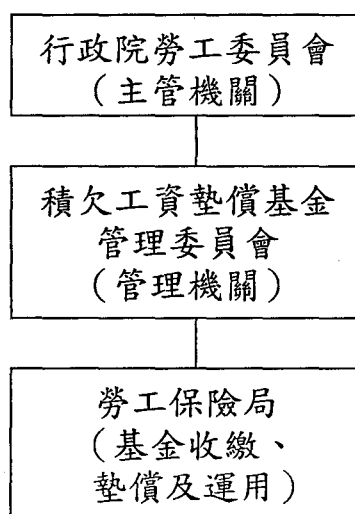 行政院勞工委員會
（主管機關）
積欠工資墊償基金
管理委員會
（管理機關）
勞工保險局
（基金收繳、
墊償及運用）